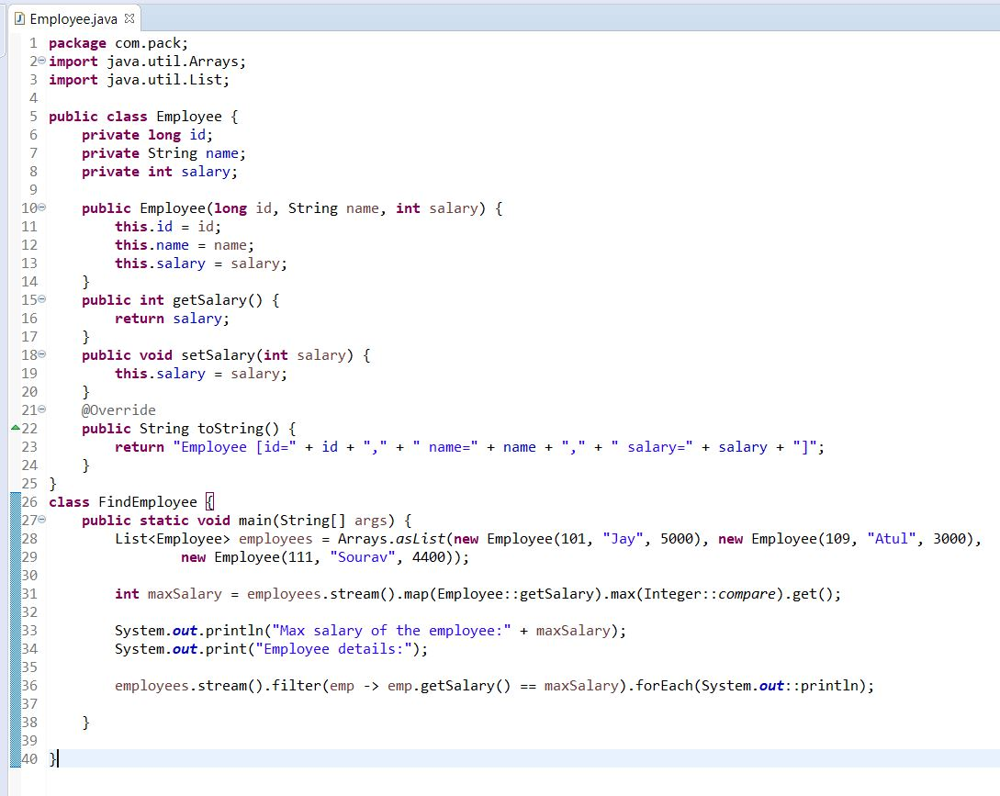 Employee.java
1 package com.pack;
2 import java.util.Arrays;
3 import java.util.List;
4
5 public class Employee {
6     private long id;
7     private String name;
8     private int salary;
9
10     public Employee(long id, String name, int salary) {
11         this.id = id;
12         this.name = name;
13         this.salary = salary;
14     }
15     public int getSalary() {
16         return salary;
17     }
18     public void setSalary(int salary) {
19         this.salary = salary;
20     }
21     @Override
22     public String toString() {
23         return "Employee [id=" + id + "," + " name=" + name + "," + " salary=" + salary + "]";
24     }
25 }
26 class FindEmployee {
27     public static void main(String[] args) {
28         List<Employee> employees = Arrays.asList(new Employee(101, "Jay", 5000), new Employee(109, "Atul", 3000),
29                 new Employee(111, "Sourav", 4400));
30
31         int maxSalary = employees.stream().map(Employee::getSalary).max(Integer::compare).get();
32
33         System.out.println("Max salary of the employee:" + maxSalary);
34         System.out.print("Employee details:");
35
36         employees.stream().filter(emp -> emp.getSalary() == maxSalary).forEach(System.out::println);
37
38     }
39
40 }